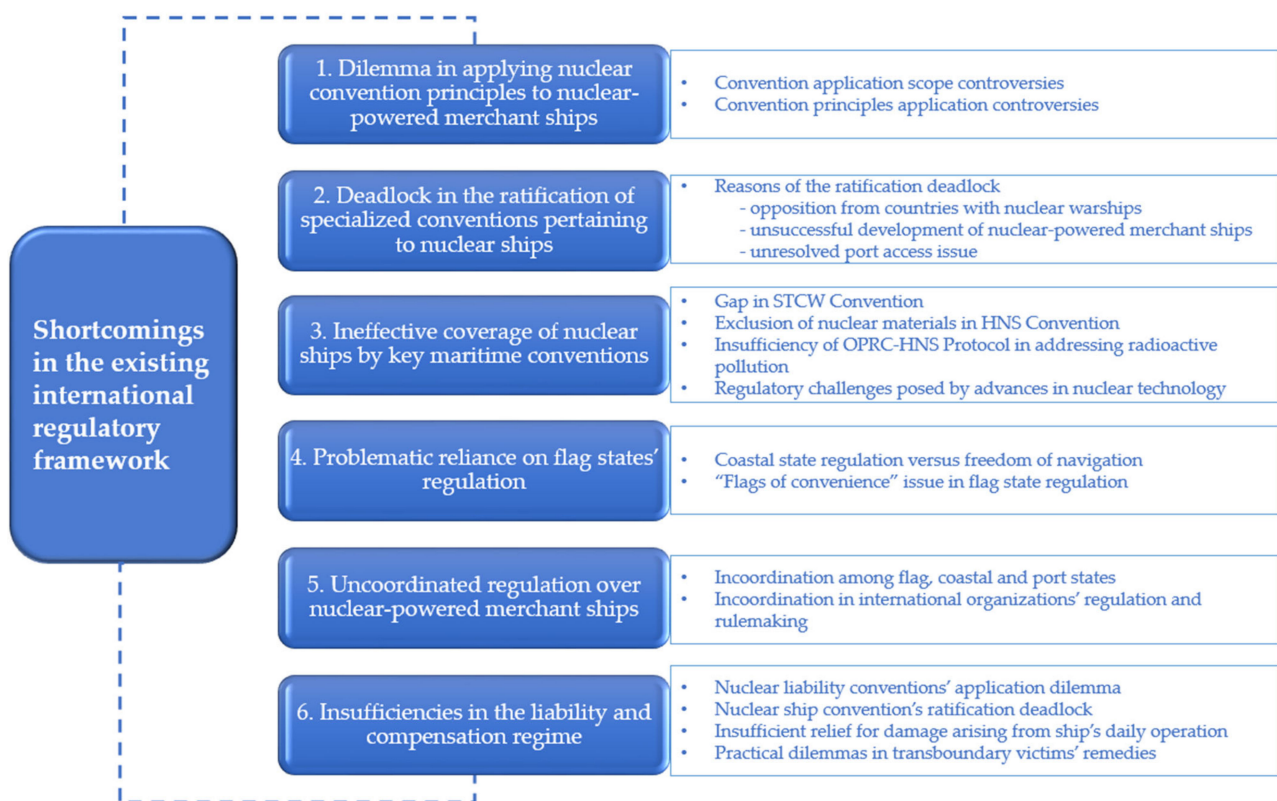 Shortcomings
in the existing
international
regulatory
framework
1. Dilemma in applying nuclear
convention principles to nuclear-
powered merchant ships
• Convention application scope controversies
• Convention principles application controversies
2. Deadlock in the ratification of
specialized conventions pertaining
to nuclear ships
• Reasons of the ratification deadlock
- opposition from countries with nuclear warships
- unsuccessful development of nuclear-powered merchant ships
- unresolved port access issue
3. Ineffective coverage of nuclear
ships by key maritime conventions
• Gap in STCW Convention
• Exclusion of nuclear materials in HNS Convention
• Insufficiency of OPRC-HNS Protocol in addressing radioactive
pollution
• Regulatory challenges posed by advances in nuclear technology
4. Problematic reliance on flag states’
regulation
• Coastal state regulation versus freedom of navigation
• “Flags of convenience” issue in flag state regulation
5. Uncoordinated regulation over
nuclear-powered merchant ships
• Incoordination among flag, coastal and port states
• Incoordination in international organizations’ regulation and
rulemaking
6. Insufficiencies in the liability and
compensation regime
• Nuclear liability conventions’ application dilemma
• Nuclear ship convention’s ratification deadlock
• Insufficient relief for damage arising from ship’s daily operation
• Practical dilemmas in transboundary victims’ remedies